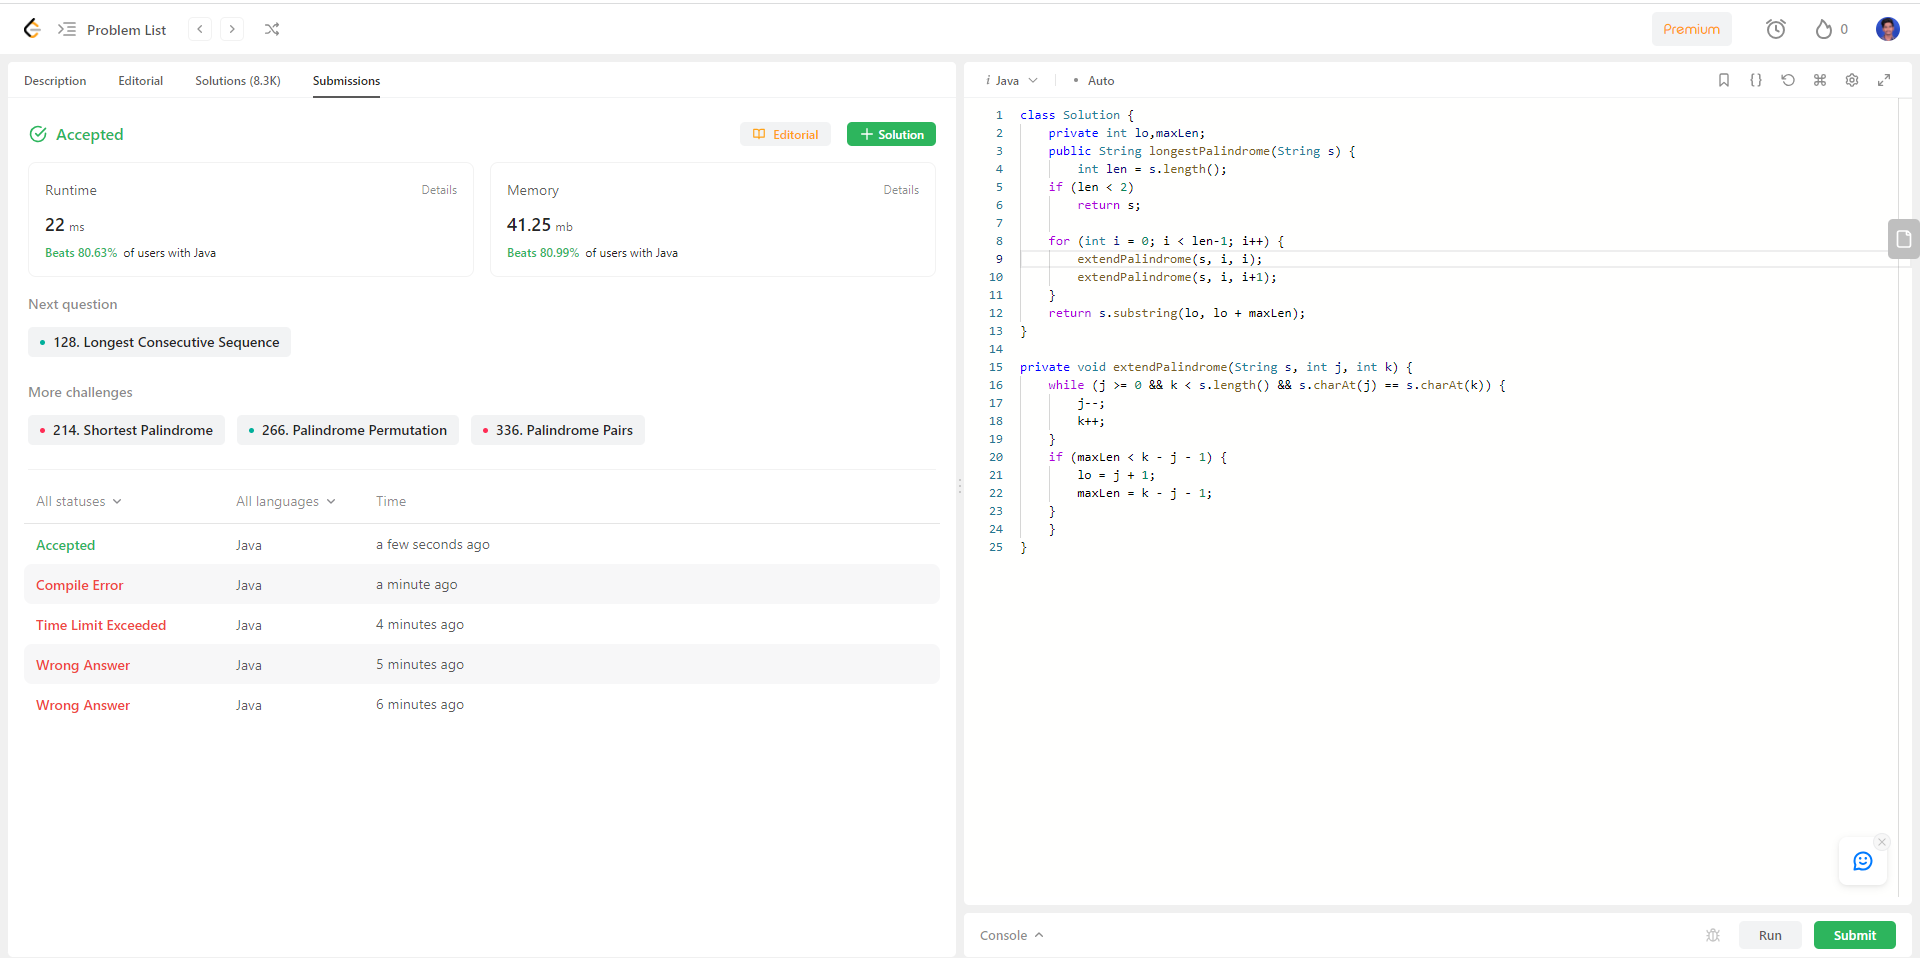 Problem List
Premium
0
Description Editorial Solutions (8.3K) Submissions
Accepted
Editorial
Solution
Runtime Details
22 ms
Beats 80.63% of users with Java
Memory Details
41.25 mb
Beats 80.99% of users with Java
Next question
128. Longest Consecutive Sequence
More challenges
214. Shortest Palindrome 266. Palindrome Permutation 336. Palindrome Pairs
All statuses All languages Time
Accepted Java a few seconds ago
Compile Error Java a minute ago
Time Limit Exceeded Java 4 minutes ago
Wrong Answer Java 5 minutes ago
Wrong Answer Java 6 minutes ago
i Java • Auto
1 class Solution {
2     private int lo,maxLen;
3     public String longestPalindrome(String s) {
4         int len = s.length();
5     if (len < 2)
6         return s;
7
8     for (int i = 0; i < len-1; i++) {
9         extendPalindrome(s, i, i);
10         extendPalindrome(s, i, i+1);
11     }
12     return s.substring(lo, lo + maxLen);
13 }
14
15 private void extendPalindrome(String s, int j, int k) {
16     while (j >= 0 && k < s.length() && s.charAt(j) == s.charAt(k)) {
17         j--;
18         k++;
19     }
20     if (maxLen < k - j - 1) {
21         lo = j + 1;
22         maxLen = k - j - 1;
23     }
24     }
25 }
Console
Run
Submit